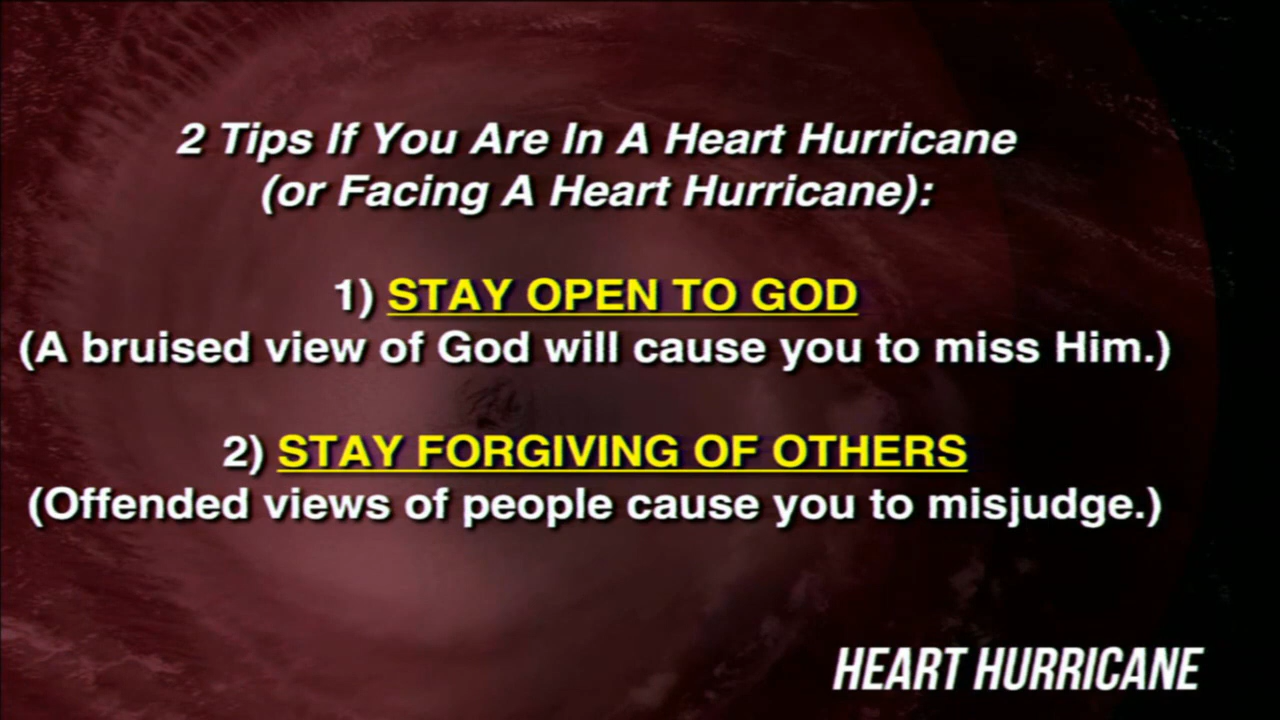 2 Tips If You Are In A Heart Hurricane
(or Facing A Heart Hurricane):
1) STAY OPEN TO GOD
(A bruised view of God will cause you to miss Him.)
2) STAY FORGIVING OF OTHERS
(Offended views of people cause you to misjudge.)
HEART HURRICANE